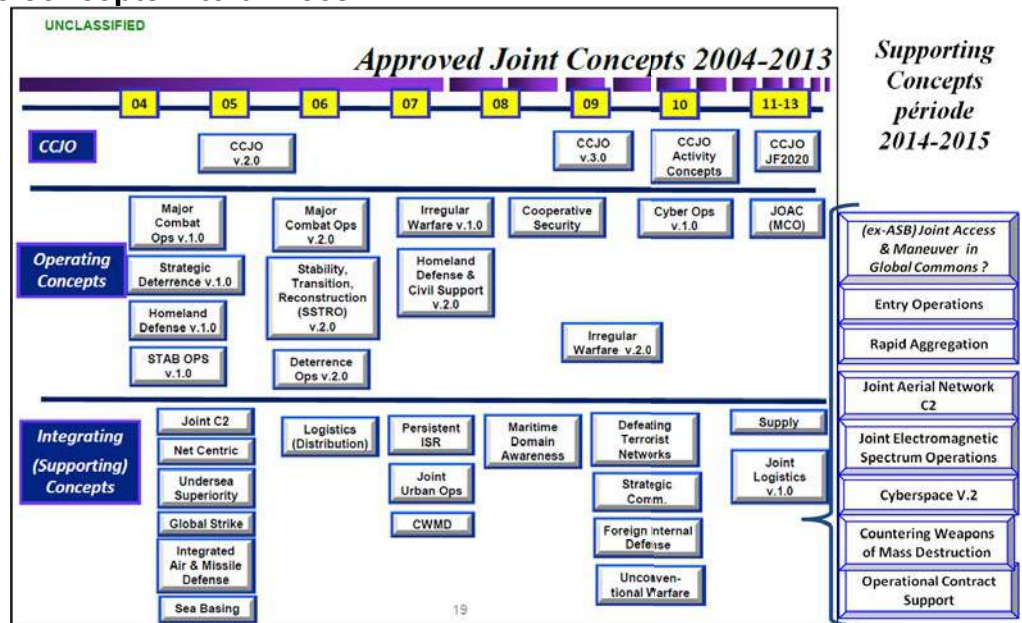 UNCLASSIFIED
Approved Joint Concepts 2004-2013
04
05
06
07
08
09
10
11-13
CCJO
CCJO
v.2.0
CCJO
v.3.0
CCJO
Activity
Concepts
CCJO
JF2020
Operating
Concepts
Major
Combat
Ops v.1.0
Strategic
Deterrence v.1.0
Homeland
Defense v.1.0
STAB OPS
v.1.0
Major
Combat Ops
v.2.0
Stability,
Transition,
Reconstruction
(SSTRO)
v.2.0
Deterrence
Ops v.2.0
Irregular
Warfare v.1.0
Homeland
Defense &
Civil Support
v.2.0
Cooperative
Security
Irregular
Warfare v.2.0
Cyber Ops
v.1.0
JOAC
(MCO)
Integrating
(Supporting)
Concepts
Joint C2
Net Centric
Undersea
Superiority
Global Strike
Integrated
Air & Missile
Defense
Sea Basing
Logistics
(Distribution)
Persistent
ISR
Joint
Urban Ops
CWMD
Maritime
Domain
Awareness
Defeating
Terrorist
Networks
Strategic
Comm.
Foreign Internal
Defense
Unconven-
tional Warfare
Supply
Joint
Logistics
v.1.0
19
Supporting
Concepts
période
2014-2015
(ex-ASB) Joint Access
& Maneuver in
Global Commons ?
Entry Operations
Rapid Aggregation
Joint Aerial Network
C2
Joint Electromagnetic
Spectrum Operations
Cyberspace V.2
Countering Weapons
of Mass Destruction
Operational Contract
Support